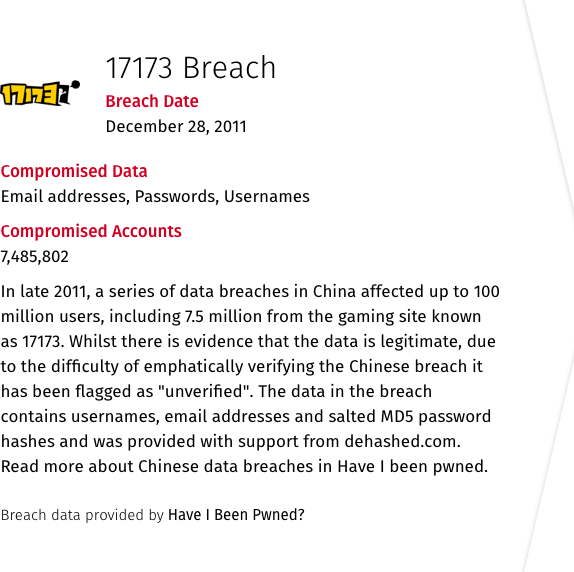 17173
17173 Breach
Breach Date
December 28, 2011
Compromised Data
Email addresses, Passwords, Usernames
Compromised Accounts
7,485,802
In late 2011, a series of data breaches in China affected up to 100
million users, including 7.5 million from the gaming site known
as 17173. Whilst there is evidence that the data is legitimate, due
to the difficulty of emphatically verifying the Chinese breach it
has been flagged as "unverified". The data in the breach
contains usernames, email addresses and salted MD5 password
hashes and was provided with support from dehashed.com.
Read more about Chinese data breaches in Have I been pwned.
Breach data provided by Have I Been Pwned?